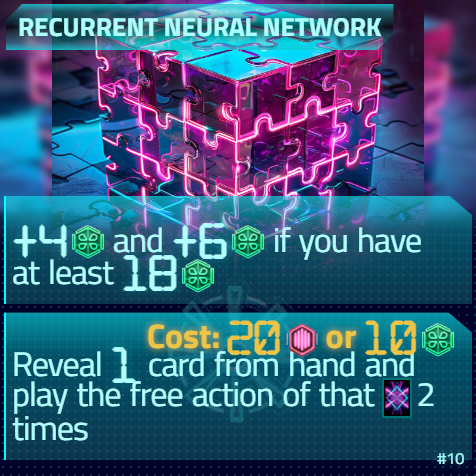 RECURRENT NEURAL NETWORK
+4 and +6 if you have
at least 18
Cost: 20 or 10
Reveal 1 card from hand and
play the free action of that 2
times
#10